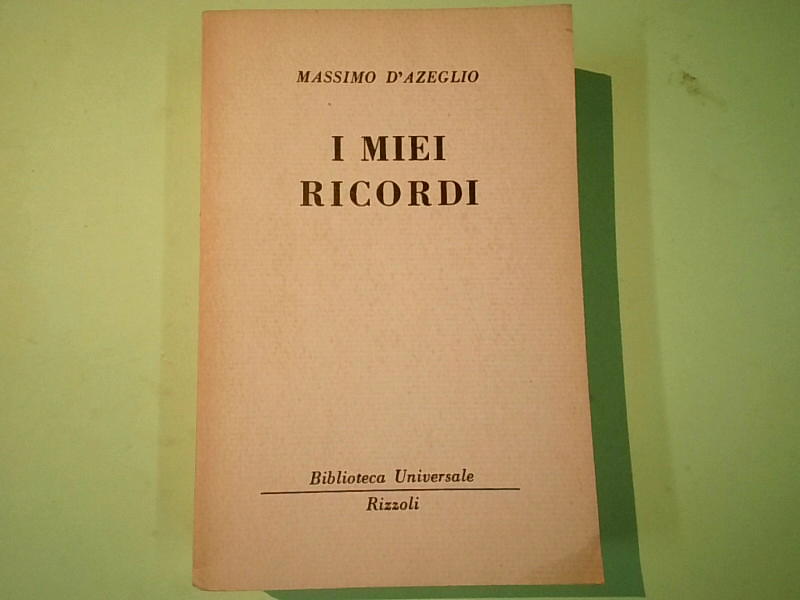 MASSIMO D'AZEGLIO
I MIEI
RICORDI
Biblioteca Universale
Rizzoli